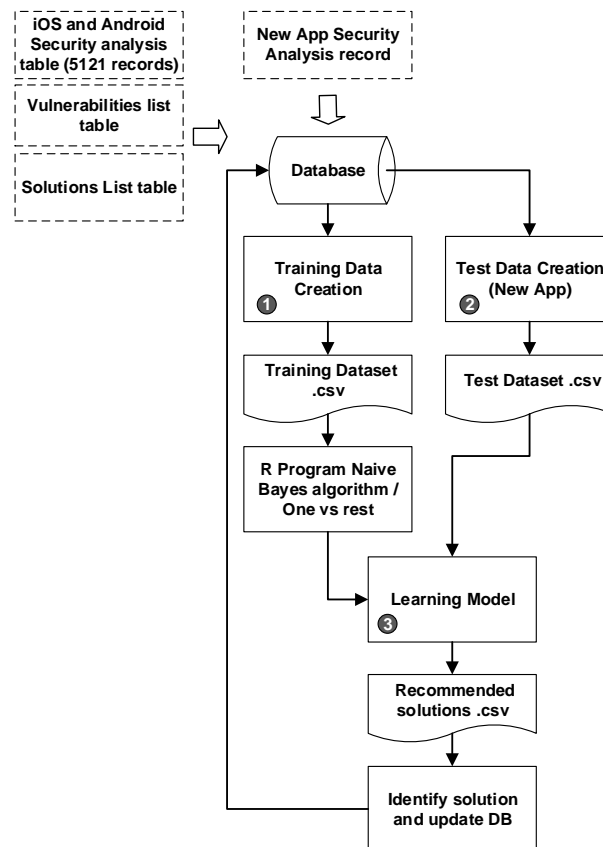 iOS and Android
Security analysis
table (5121 records)
New App Security
Analysis record
Vulnerabilities list
table
Solutions List table
Database
Training Data
Creation
1
Test Data Creation
(New App)
2
Training Dataset
.csv
Test Dataset .csv
R Program Naive
Bayes algorithm /
One vs rest
Learning Model
3
Recommended
solutions .csv
Identify solution
and update DB